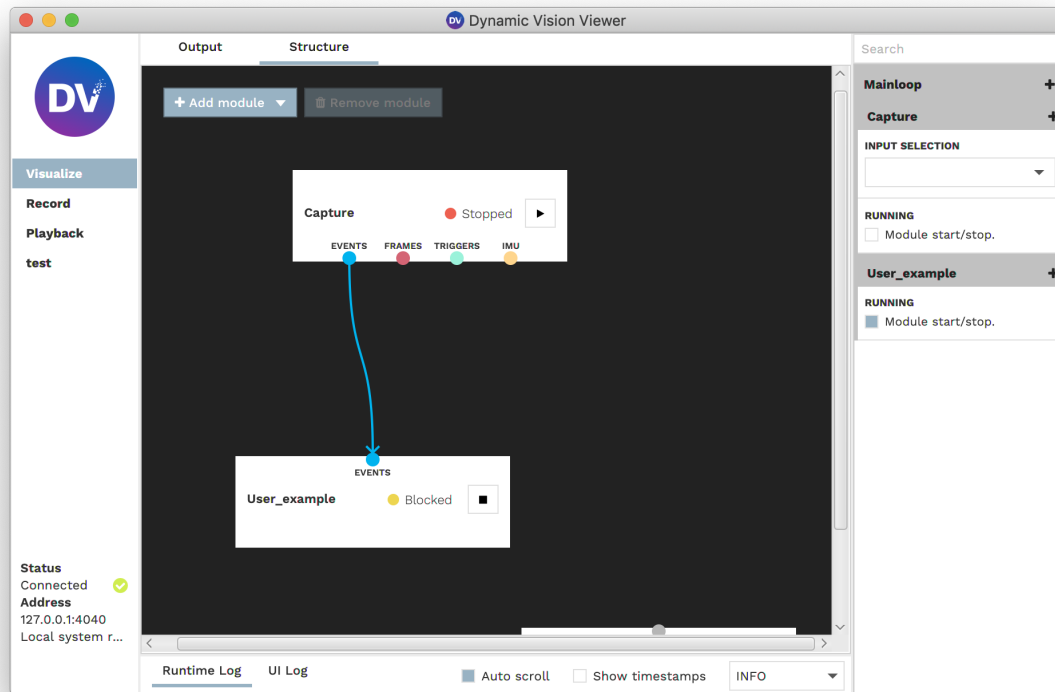 DV Dynamic Vision Viewer
DV
Visualize
Record
Playback
test
Status
Connected
Address
127.0.0.1:4040
Local system r...
Output Structure
+ Add module Remove module
Capture Stopped
EVENTS FRAMES TRIGGERS IMU
EVENTS
User_example Blocked
Runtime Log UI Log Auto scroll Show timestamps INFO
Search
Mainloop +
Capture +
INPUT SELECTION
RUNNING
Module start/stop.
User_example +
RUNNING
Module start/stop.